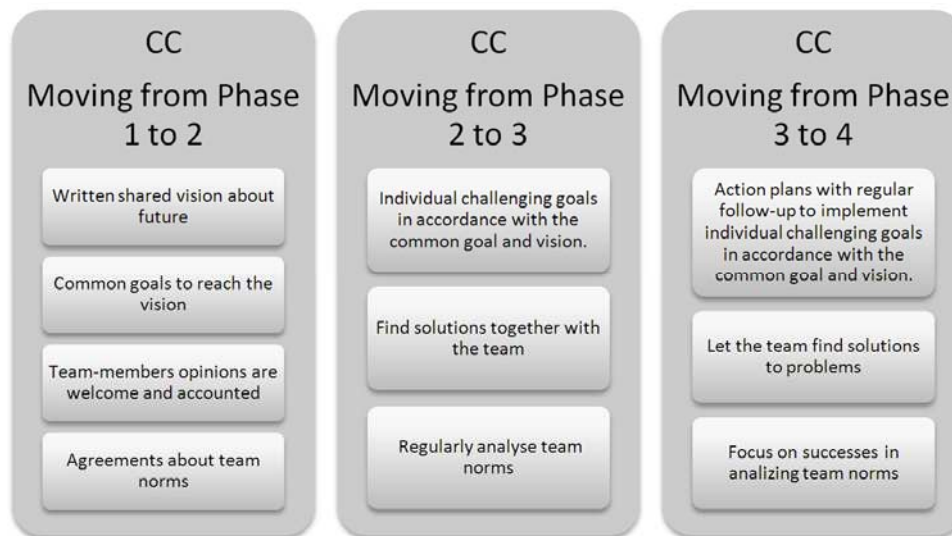 CC
Moving from Phase
1 to 2
Written shared vision about
future
Common goals to reach the
vision
Team-members opinions are
welcome and accounted
Agreements about team
norms
CC
Moving from Phase
2 to 3
Individual challenging goals
in accordance with the
common goal and vision.
Find solutions together with
the team
Regularly analyse team
norms
CC
Moving from Phase
3 to 4
Action plans with regular
follow-up to implement
individual challenging goals
in accordance with the
common goal and vision.
Let the team find solutions
to problems
Focus on successes in
analizing team norms